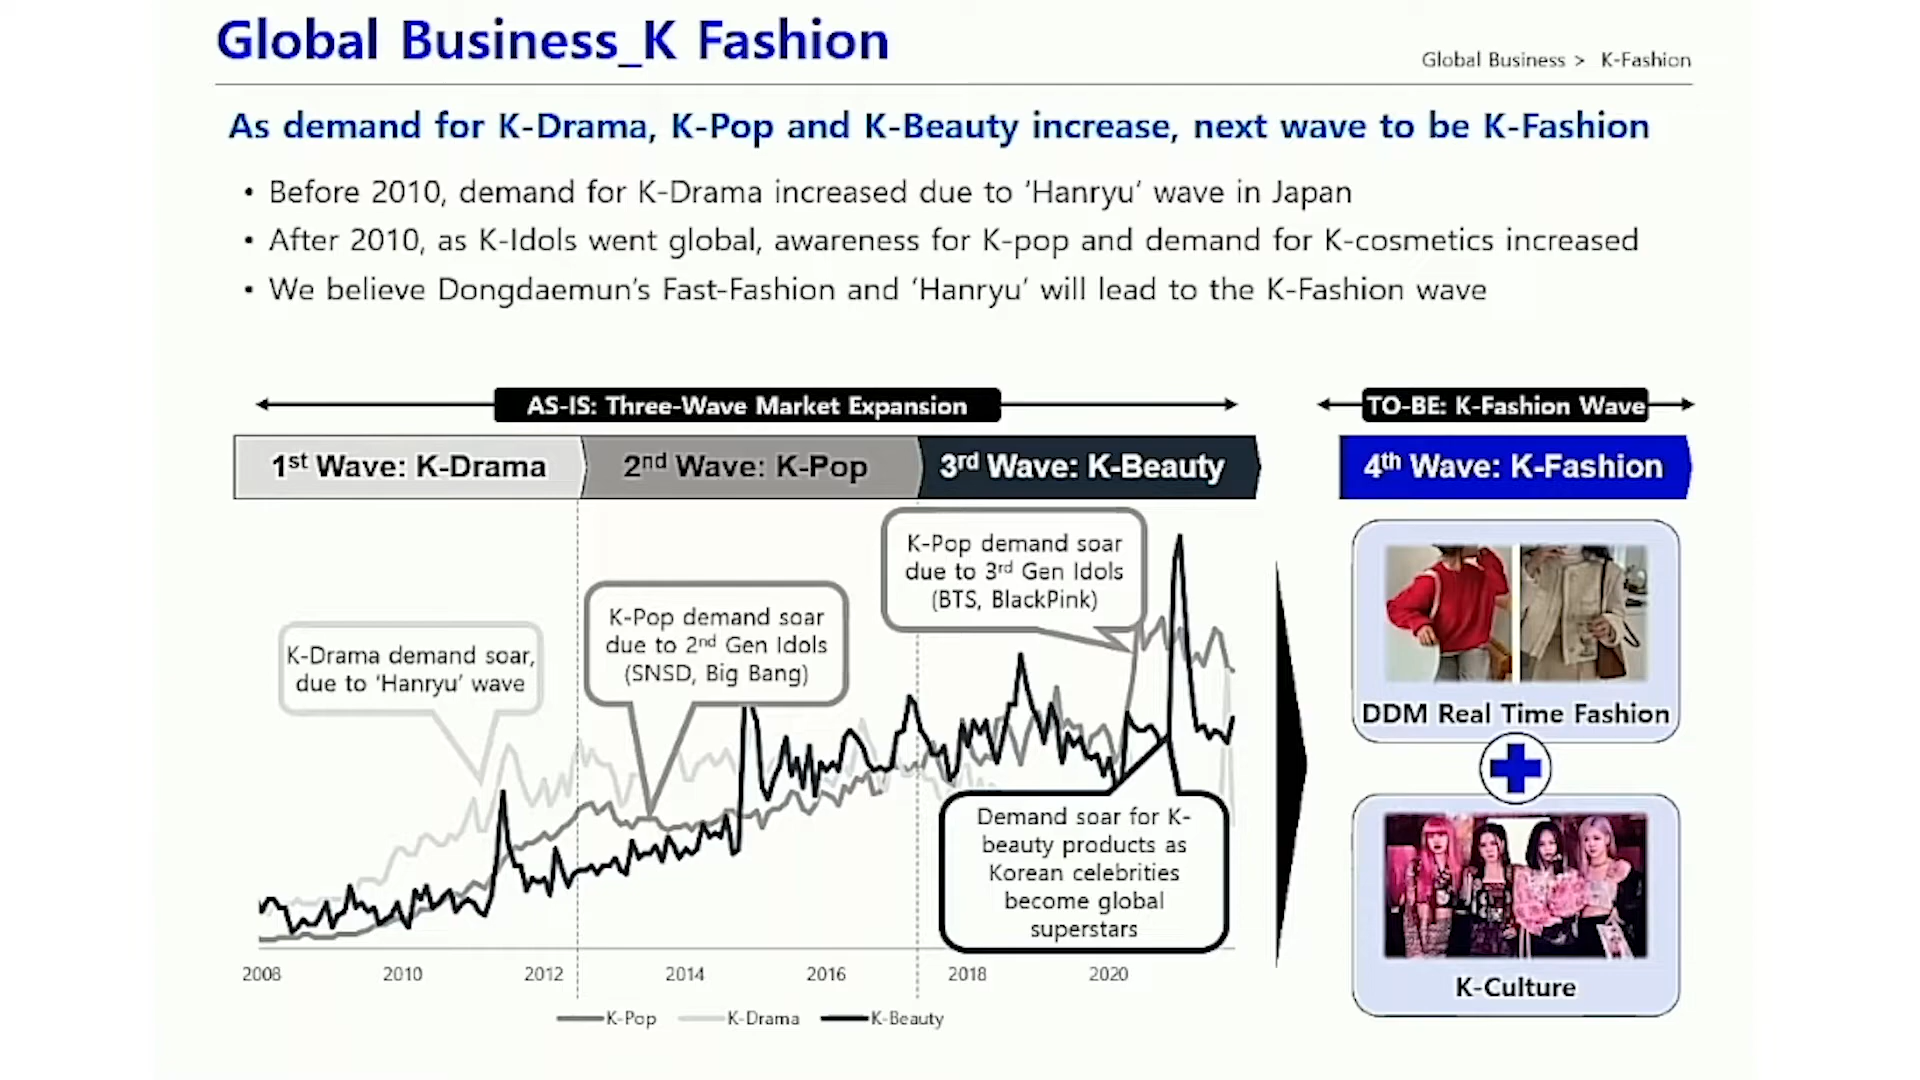 Global Business_K Fashion
Global Business > K-Fashion
As demand for K-Drama, K-Pop and K-Beauty increase, next wave to be K-Fashion
• Before 2010, demand for K-Drama increased due to ‘Hanryu’ wave in Japan
• After 2010, as K-Idols went global, awareness for K-pop and demand for K-cosmetics increased
• We believe Dongdaemun’s Fast-Fashion and ‘Hanryu’ will lead to the K-Fashion wave
AS-IS: Three-Wave Market Expansion
TO-BE: K-Fashion Wave
1st Wave: K-Drama
2nd Wave: K-Pop
3rd Wave: K-Beauty
4th Wave: K-Fashion
K-Drama demand soar,
due to ‘Hanryu’ wave
K-Pop demand soar
due to 2nd Gen Idols
(SNSD, Big Bang)
K-Pop demand soar
due to 3rd Gen Idols
(BTS, BlackPink)
Demand soar for K-
beauty products as
Korean celebrities
become global
superstars
2008
2010
2012
2014
2016
2018
2020
K-Pop
K-Drama
K-Beauty
DDM Real Time Fashion
K-Culture